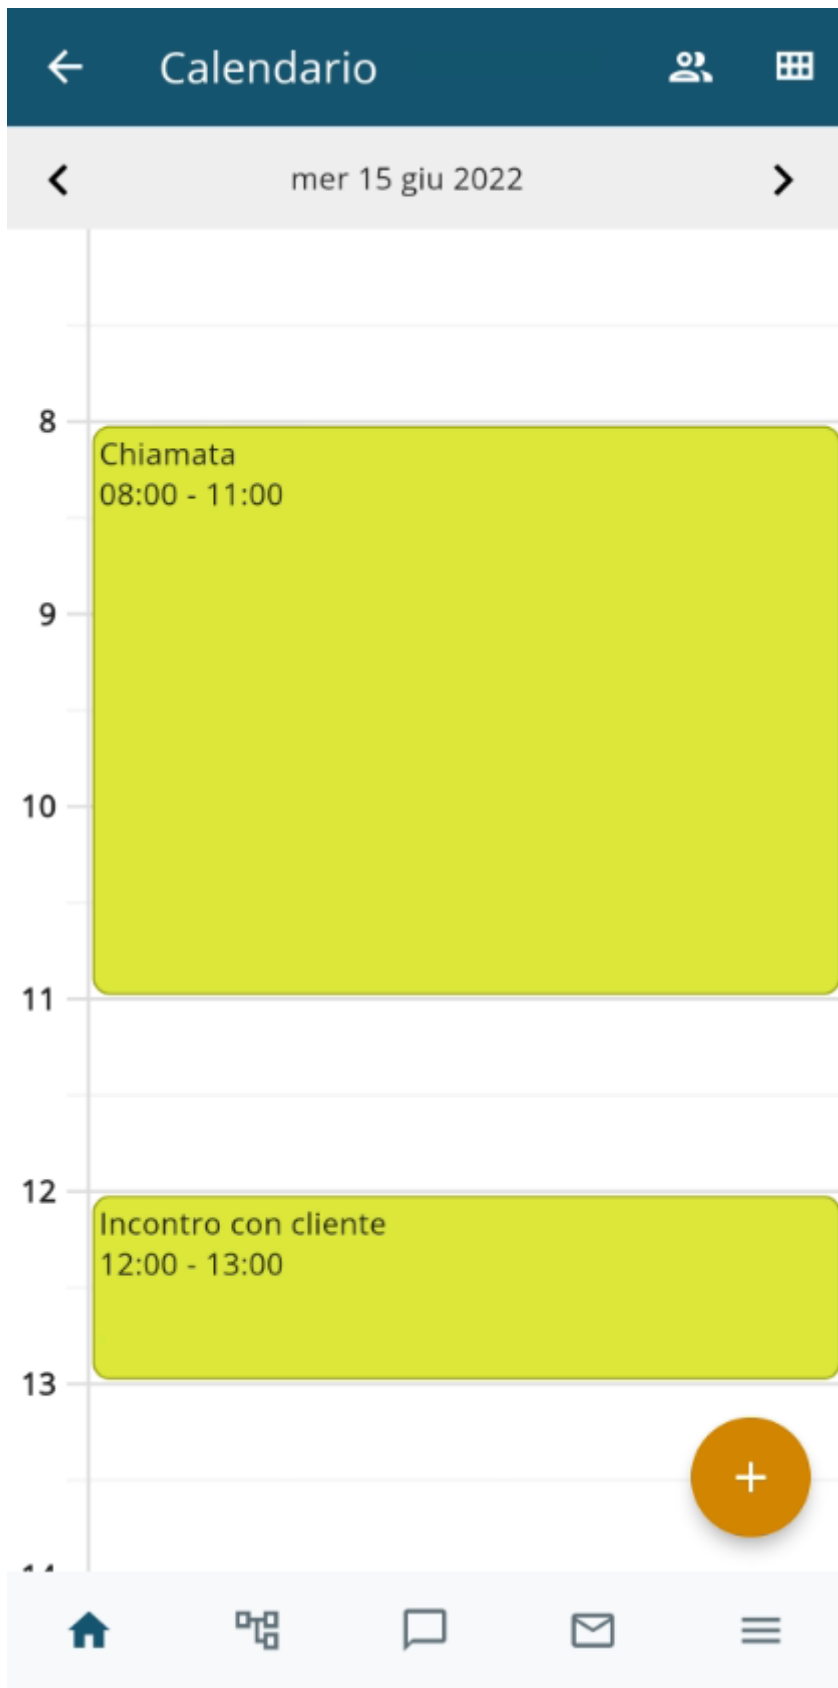 Calendario
mer 15 giu 2022
8
Chiamata
08:00 - 11:00
9
10
11
12
Incontro con cliente
12:00 - 13:00
13